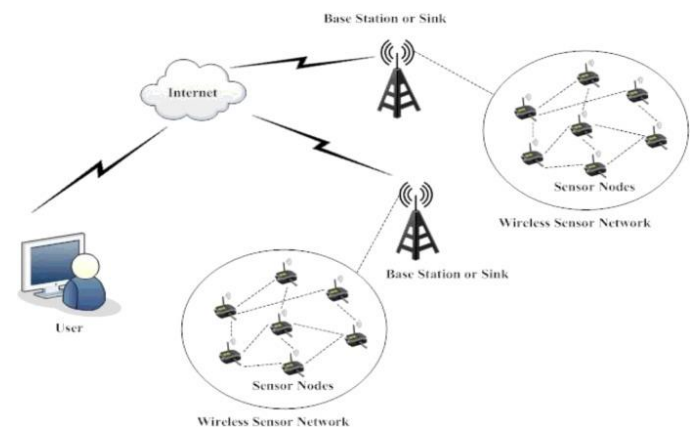 Base Station or Sink
Internet
Sensor Nodes
Wireless Sensor Network
Base Station or Sink
User
Sensor Nodes
Wireless Sensor Network